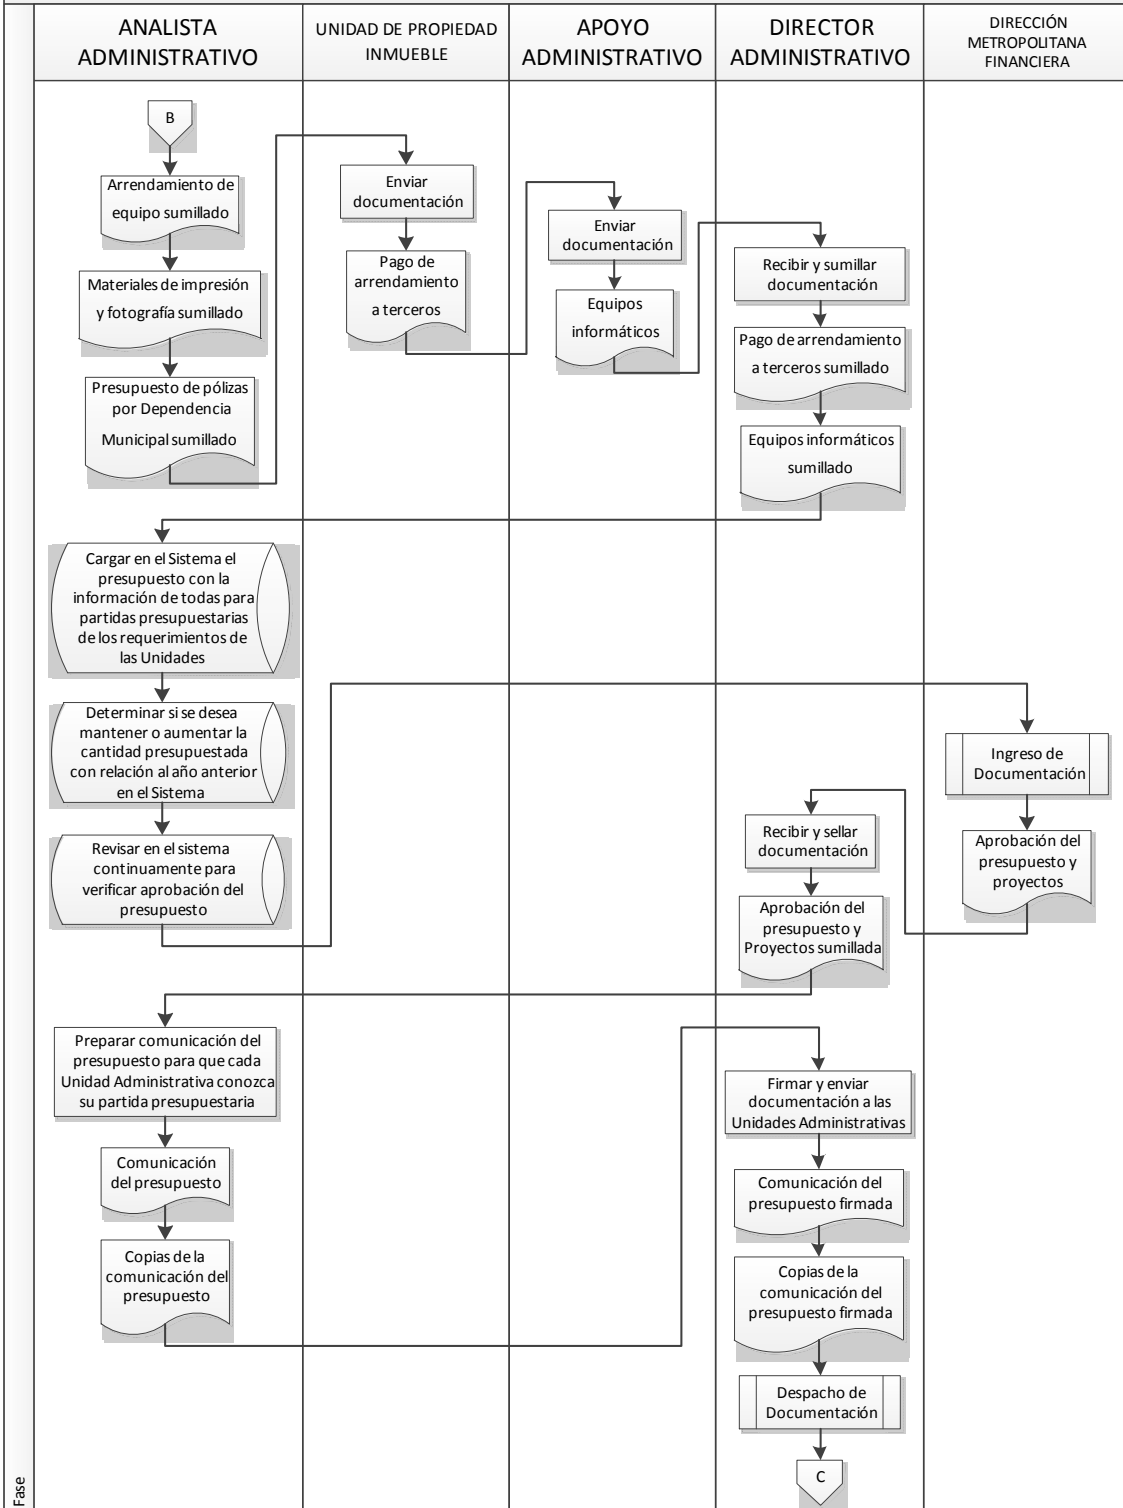 ANALISTA
ADMINISTRATIVO
UNIDAD DE PROPIEDAD
INMUEBLE
APOYO
ADMINISTRATIVO
DIRECTOR
ADMINISTRATIVO
DIRECCIÓN
METROPOLITANA
FINANCIERA
B
Arrendamiento de
equipo sumillado
Materiales de impresión
y fotografía sumillado
Presupuesto de pólizas
por Dependencia
Municipal sumillado
Enviar
documentación
Pago de
arrendamiento
a terceros
Enviar
documentación
Equipos
informáticos
Recibir y sumillar
documentación
Pago de arrendamiento
a terceros sumillado
Equipos informáticos
sumillado
Cargar en el Sistema el
presupuesto con la
información de todas para
partidas presupuestarias
de los requerimientos de
las Unidades
Determinar si se desea
mantener o aumentar la
cantidad presupuestada
con relación al año anterior
en el Sistema
Revisar en el sistema
continuamente para
verificar aprobación del
presupuesto
Ingreso de
Documentación
Aprobación del
presupuesto y
proyectos
Recibir y sellar
documentación
Aprobación del
presupuesto y
Proyectos sumillada
Preparar comunicación del
presupuesto para que cada
Unidad Administrativa conozca
su partida presupuestaria
Comunicación
del presupuesto
Copias de la
comunicación del
presupuesto
Firmar y enviar
documentación a las
Unidades Administrativas
Comunicación del
presupuesto firmada
Copias de la
comunicación del
presupuesto firmada
Despacho de
Documentación
C
Fase